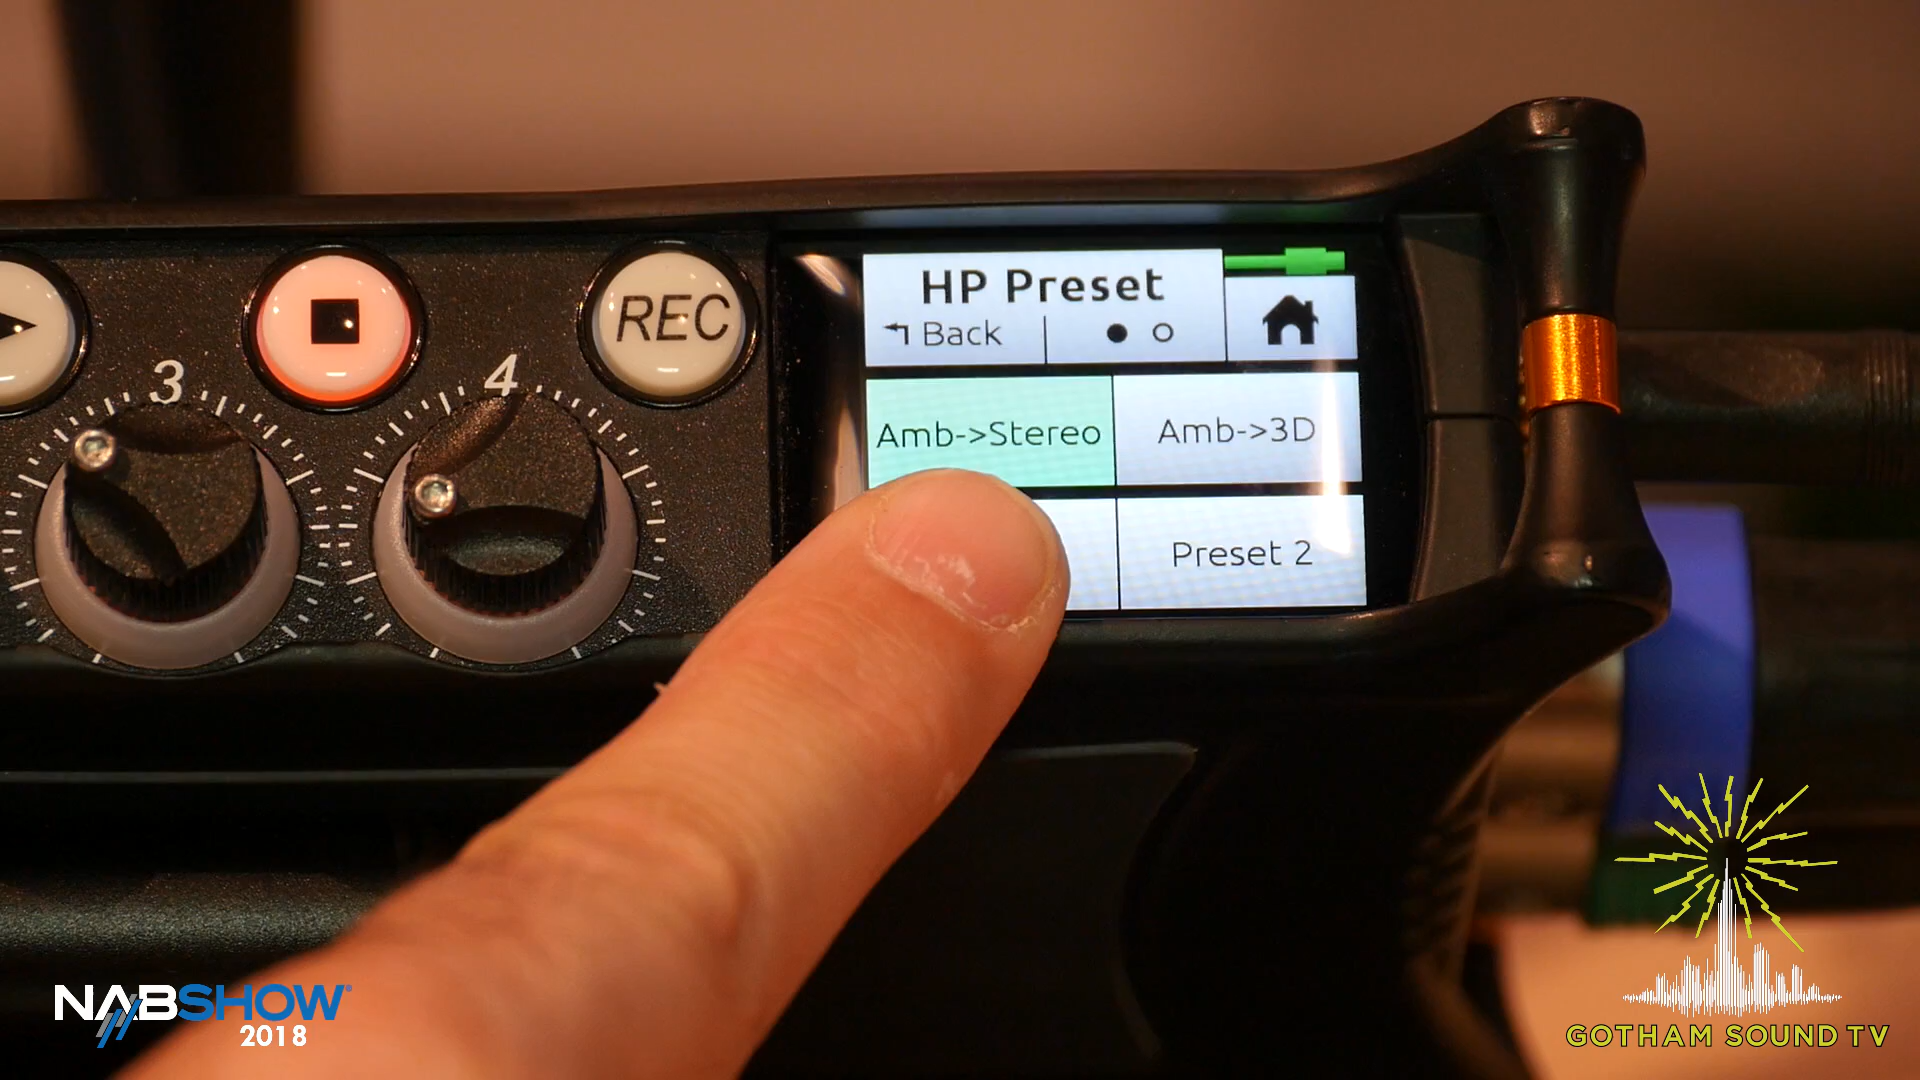 3
4
REC
HP Preset
Back
Amb->Stereo
Amb->3D
Preset 2
NABSHOW®
2018
GOTHAM SOUND TV